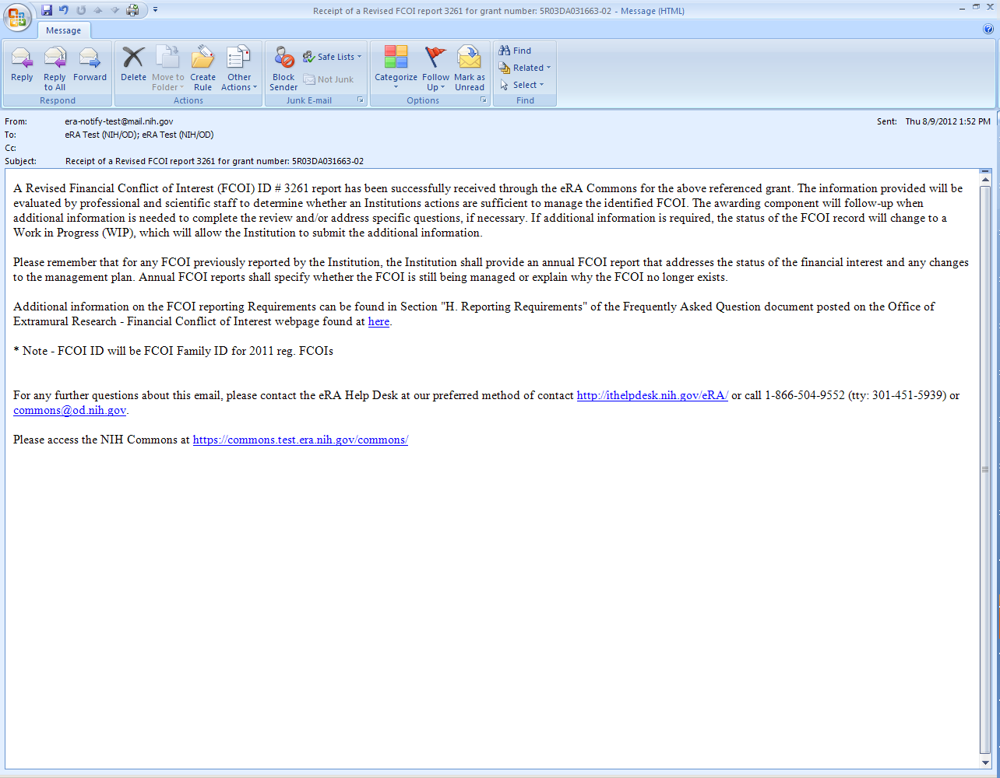 Receipt of a Revised FCOI report 3261 for grant number: 5R03DA031663-02 - Message (HTML)
Message
Reply
Reply to All
Forward
Delete
Move to Folder
Create Rule
Other Actions
Block Sender
Safe Lists
Not Junk
Categorize
Follow Up
Mark as Unread
Find
Related
Select
Respond
Actions
Junk E-mail
Options
Find
From: era-notify-test@mail.nih.gov
Sent: Thu 8/9/2012 1:52 PM
To: eRA Test (NIH/OD); eRA Test (NIH/OD)
Cc:
Subject: Receipt of a Revised FCOI report 3261 for grant number: 5R03DA031663-02
A Revised Financial Conflict of Interest (FCOI) ID # 3261 report has been successfully received through the eRA Commons for the above referenced grant. The information provided will be
evaluated by professional and scientific staff to determine whether an Institutions actions are sufficient to manage the identified FCOI. The awarding component will follow-up when
additional information is needed to complete the review and/or address specific questions, if necessary. If additional information is required, the status of the FCOI record will change to a
Work in Progress (WIP), which will allow the Institution to submit the additional information.
Please remember that for any FCOI previously reported by the Institution, the Institution shall provide an annual FCOI report that addresses the status of the financial interest and any changes
to the management plan. Annual FCOI reports shall specify whether the FCOI is still being managed or explain why the FCOI no longer exists.
Additional information on the FCOI reporting Requirements can be found in Section "H. Reporting Requirements" of the Frequently Asked Question document posted on the Office of
Extramural Research - Financial Conflict of Interest webpage found at here.
* Note - FCOI ID will be FCOI Family ID for 2011 reg. FCOIs
For any further questions about this email, please contact the eRA Help Desk at our preferred method of contact http://ithelpdesk.nih.gov/eRA/ or call 1-866-504-9552 (tty: 301-451-5939) or
commons@od.nih.gov.
Please access the NIH Commons at https://commons.test.era.nih.gov/commons/